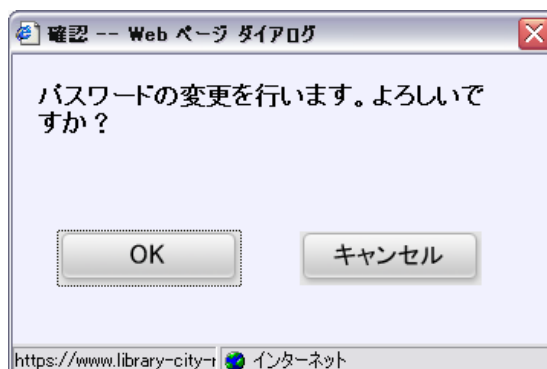 確認 -- Web ページ ダイアログ
パスワードの変更を行います。よろしいで
すか？
OK
キャンセル
https://www.library-city-
インターネット